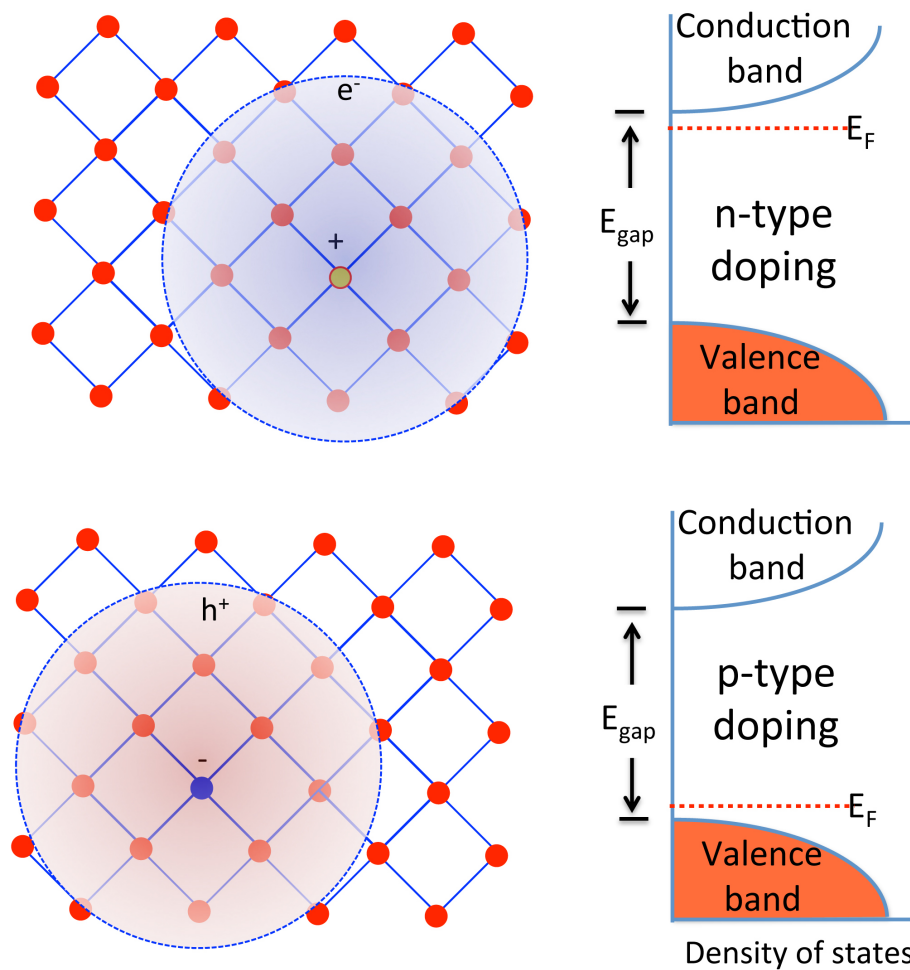 e-
+
Conduction
band
EF
Egap
n-type
doping
Valence
band
h+
-
Conduction
band
Egap
p-type
doping
EF
Valence
band
Density of states